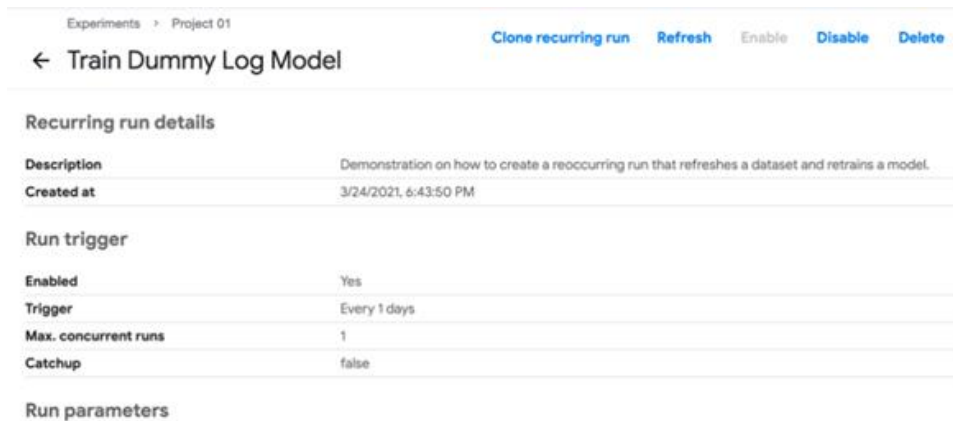 Experiments > Project 01
← Train Dummy Log Model
Clone recurring run Refresh Enable Disable Delete
Recurring run details
Description Demonstration on how to create a reoccurring run that refreshes a dataset and retrains a model.
Created at 3/24/2021, 6:43:50 PM
Run trigger
Enabled Yes
Trigger Every 1 days
Max. concurrent runs 1
Catchup false
Run parameters